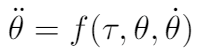 θ̈ = f(τ, θ, θ̇)